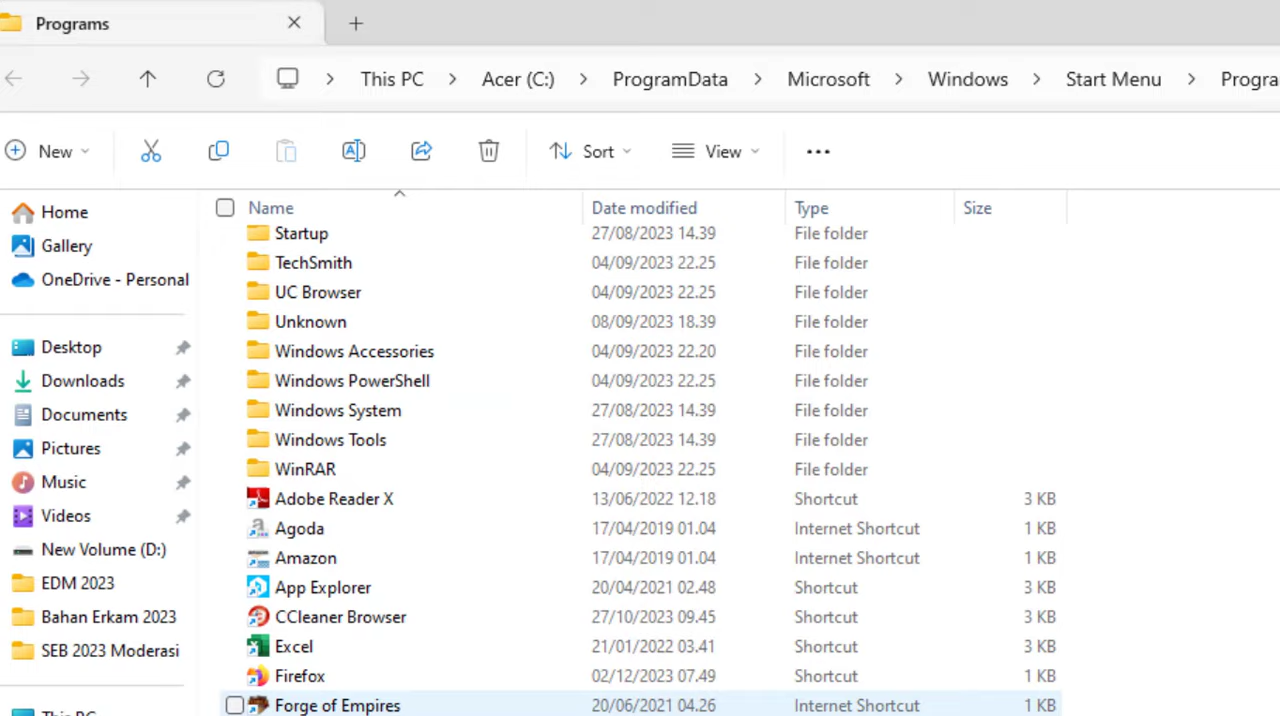 Programs
This PC > Acer (C:) > ProgramData > Microsoft > Windows > Start Menu > Progra
New Sort View
Name Date modified Type Size
Home
Gallery
OneDrive - Personal
Desktop
Downloads
Documents
Pictures
Music
Videos
New Volume (D:)
EDM 2023
Bahan Erkam 2023
SEB 2023 Moderasi
This PC
Startup 27/08/2023 14.39 File folder
TechSmith 04/09/2023 22.25 File folder
UC Browser 04/09/2023 22.25 File folder
Unknown 08/09/2023 18.39 File folder
Windows Accessories 04/09/2023 22.20 File folder
Windows PowerShell 04/09/2023 22.25 File folder
Windows System 27/08/2023 14.39 File folder
Windows Tools 27/08/2023 14.39 File folder
WinRAR 04/09/2023 22.25 File folder
Adobe Reader X 13/06/2022 12.18 Shortcut 3 KB
Agoda 17/04/2019 01.04 Internet Shortcut 1 KB
Amazon 17/04/2019 01.04 Internet Shortcut 1 KB
App Explorer 20/04/2021 02.48 Shortcut 3 KB
CCleaner Browser 27/10/2023 09.45 Shortcut 3 KB
Excel 21/01/2022 03.41 Shortcut 3 KB
Firefox 02/12/2023 07.49 Shortcut 3 KB
Forge of Empires 20/06/2021 04.26 Internet Shortcut 1 KB